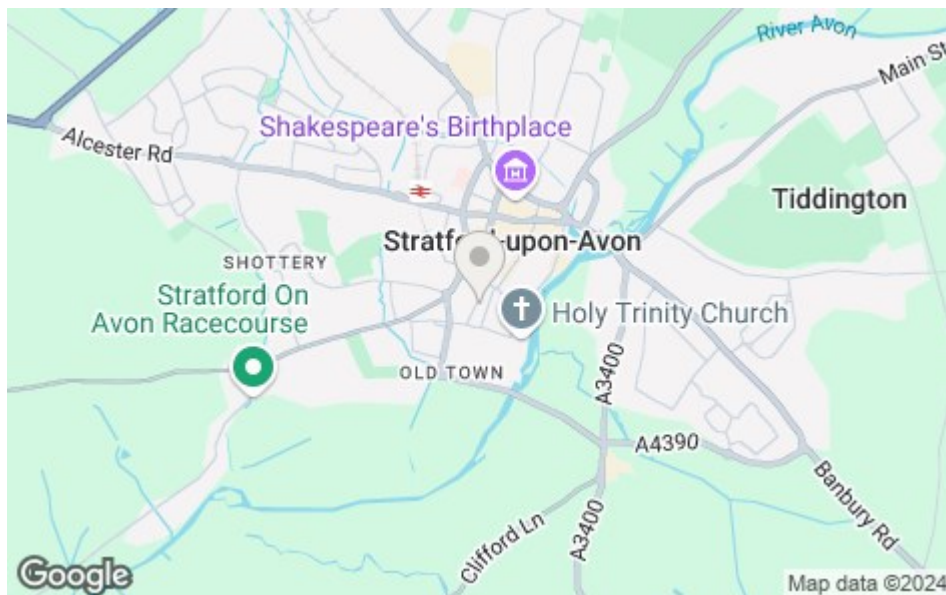 River Avon
Main St
Shakespeare's Birthplace
Alcester Rd
Tiddington
Stratford-upon-Avon
SHOTTERY
Stratford On
Avon Racecourse
Holy Trinity Church
OLD TOWN
A3400
A4390
Banbury Rd
Clifford Ln
A3400
Google
Map data ©2024